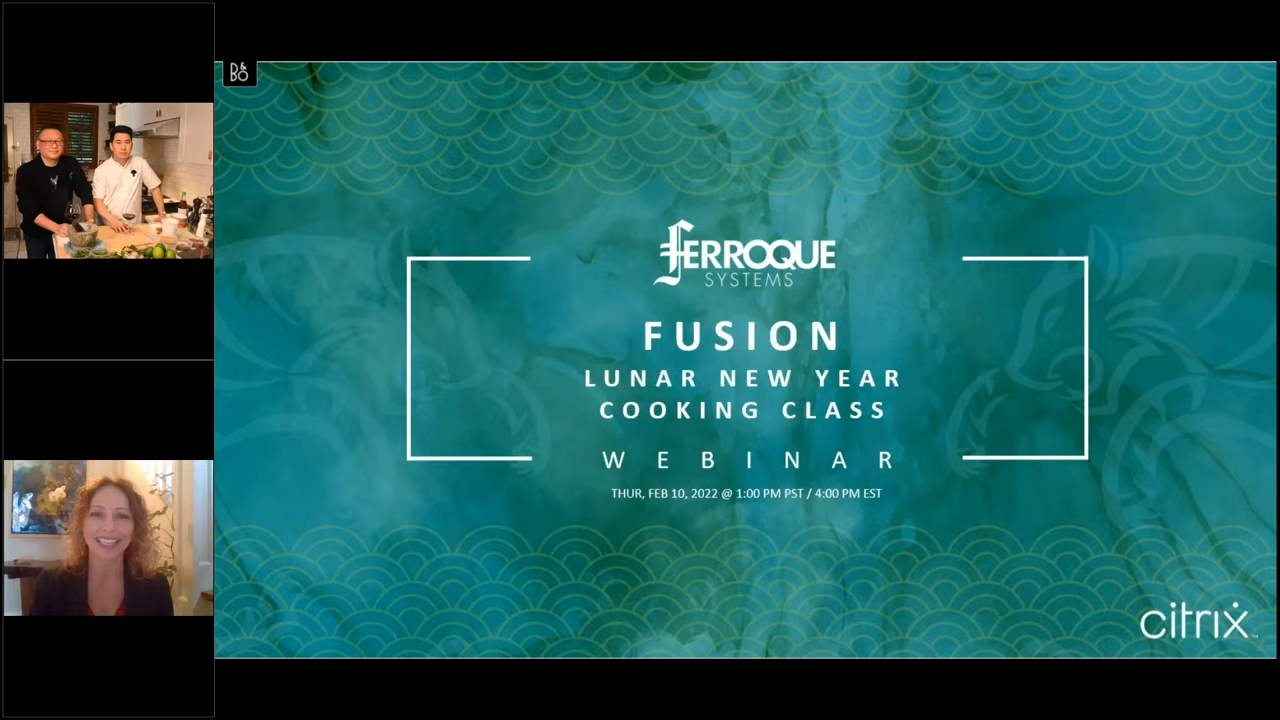 B&O
FERROQUE
SYSTEMS
FUSION
LUNAR NEW YEAR
COOKING CLASS
WEBINAR
THUR, FEB 10, 2022 @ 1:00 PM PST / 4:00 PM EST
citrix